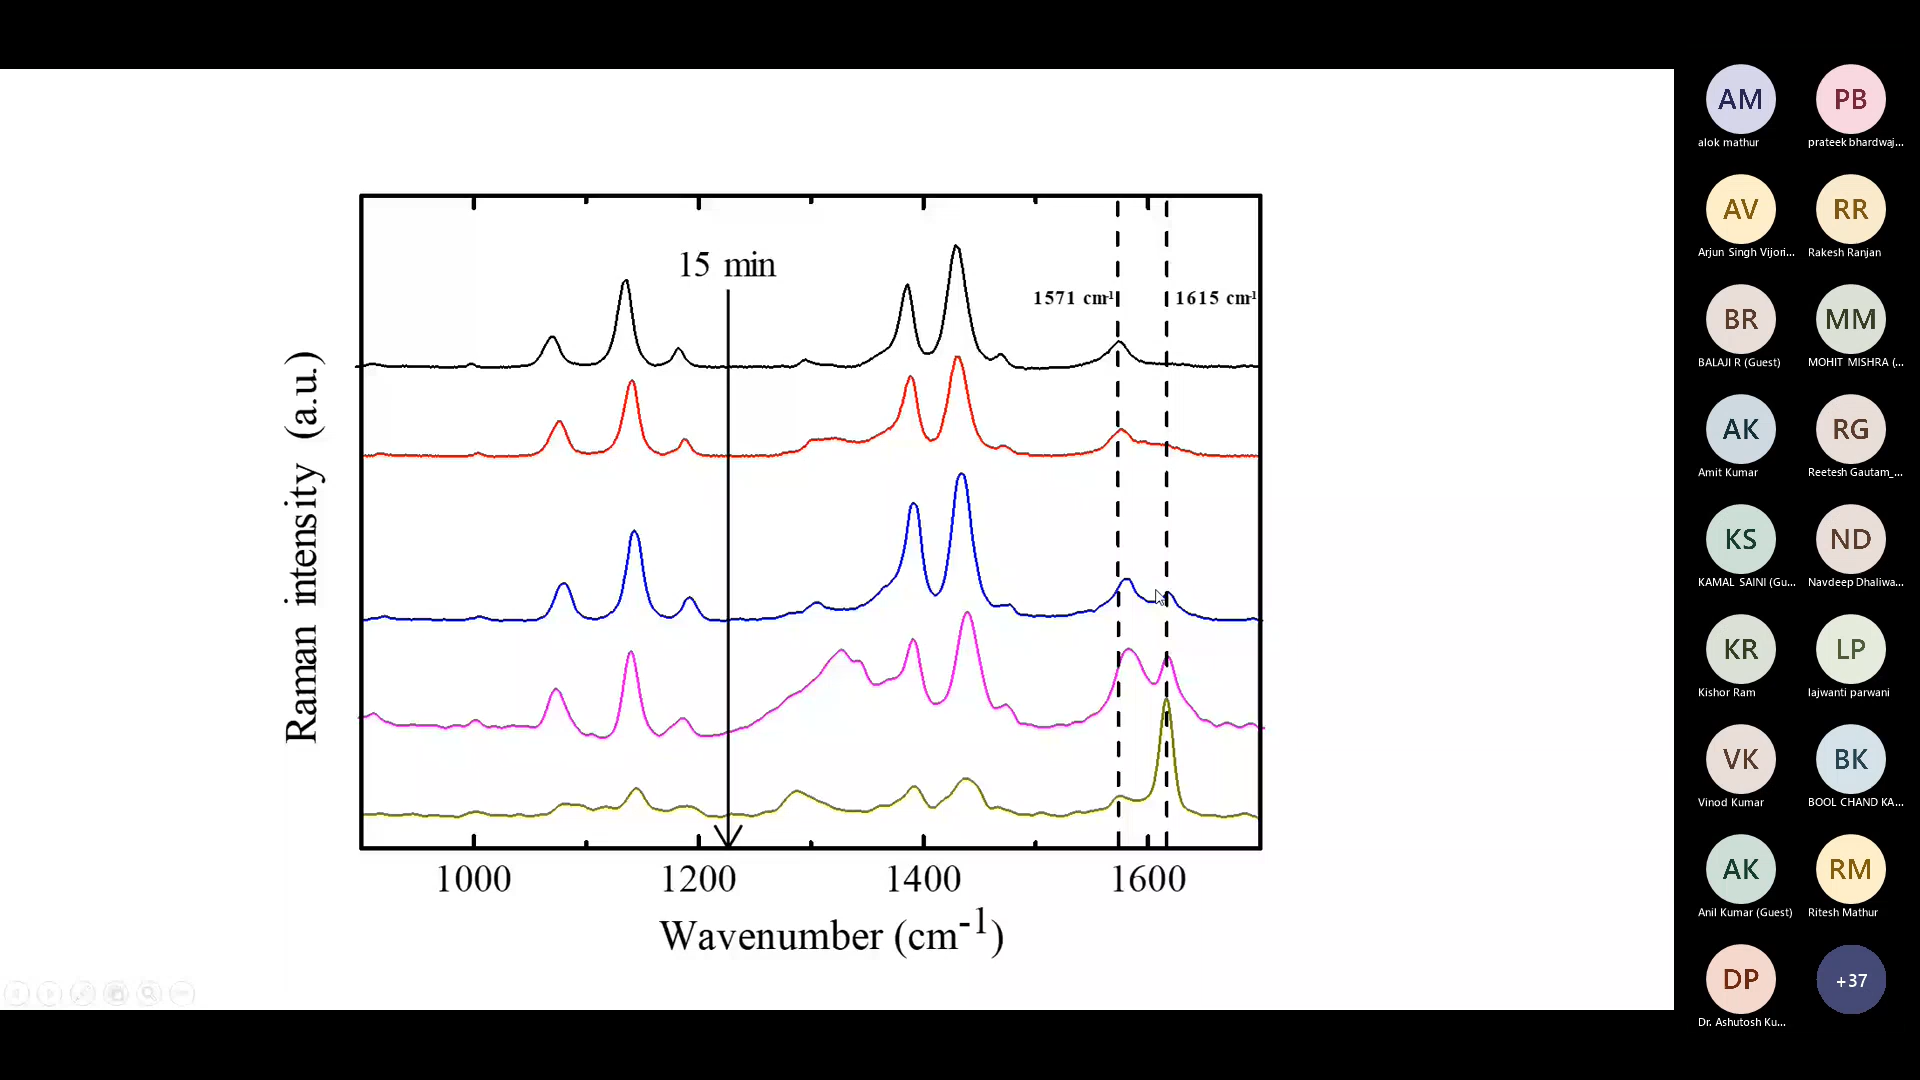 15 min
1571 cm-1
1615 cm-1
Raman intensity (a.u.)
1000
1200
1400
1600
Wavenumber (cm-1)
AM
alok mathur
PB
prateek bhardwaj...
AV
Arjun Singh Vijori...
RR
Rakesh Ranjan
BR
BALAJI R (Guest)
MM
MOHIT MISHRA (...
AK
Amit Kumar
RG
Reetesh Gautam_...
KS
KAMAL SAINI (Gu...
ND
Navdeep Dhaliwa...
KR
Kishor Ram
LP
lajwanti parwani
VK
Vinod Kumar
BK
BOOL CHAND KA...
AK
Anil Kumar (Guest)
RM
Ritesh Mathur
DP
Dr. Ashutosh Ku...
+37